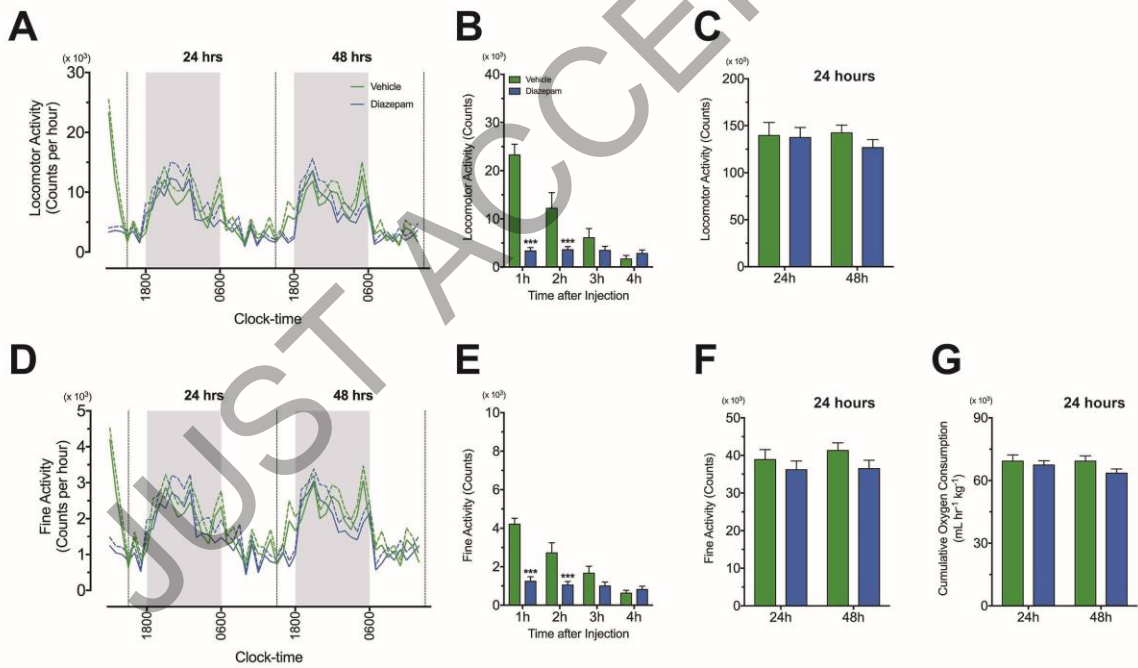 A
(x 10³)
24 hrs
48 hrs
Vehicle
Diazepam
30
20
10
0
Locomotor Activity
(Counts per hour)
1800
0600
1800
0600
Clock-time
B
(x 10³)
Vehicle
Diazepam
40
30
20
10
0
Locomotor Activity (Counts)
***
***
1h
2h
3h
4h
Time after Injection
C
(x 10³)
24 hours
200
150
100
50
0
Locomotor Activity (Counts)
24h
48h
D
(x 10³)
24 hrs
48 hrs
5
4
3
2
1
0
Fine Activity
(Counts per hour)
1800
0600
1800
0600
Clock-time
E
(x 10³)
10
8
6
4
2
0
Fine Activity (Counts)
***
***
1h
2h
3h
4h
Time after Injection
F
(x 10³)
24 hours
50
40
30
20
10
0
Fine Activity (Counts)
24h
48h
G
(x 10³)
24 hours
90
60
30
0
Cumulative Oxygen Consumption
(mL hr⁻¹ kg⁻¹)
24h
48h
JUST ACCE